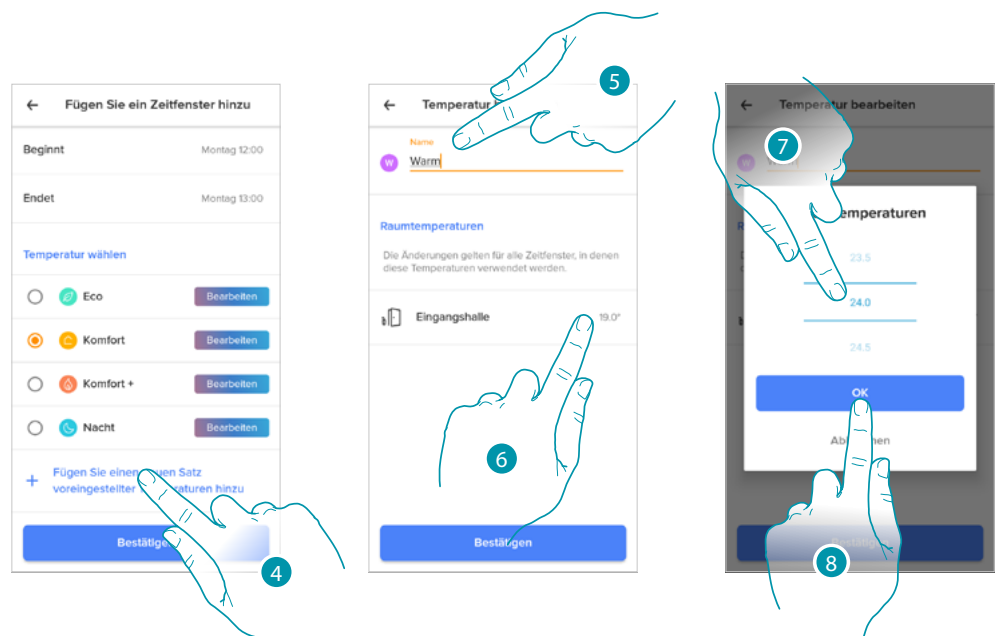 ← Fügen Sie ein Zeitfenster hinzu
Beginnt Montag 12:00
Endet Montag 13:00
Temperatur wählen
Eco Bearbeiten
Komfort Bearbeiten
Komfort + Bearbeiten
Nacht Bearbeiten
+ Fügen Sie einen Satz
voreingestellter hinzu
4
← Temperatur
5
Name
W Warm
Raumtemperaturen
Die Änderungen gelten für alle Zeitfenster, in denen
diese Temperaturen verwendet werden.
Eingangshalle 19.0°
6
Bestätigen
← Temperatur bearbeiten
7
W
23.5
24.0
24.5
OK
8